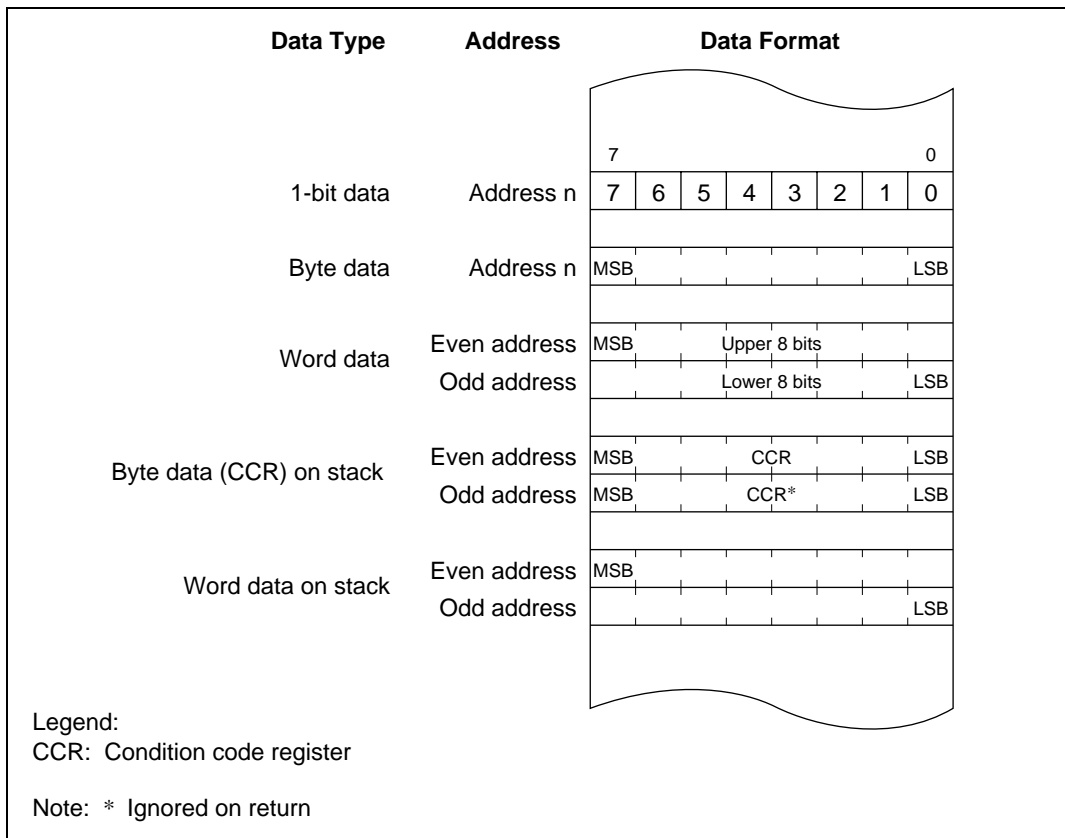 Data Type Address Data Format
7 0
1-bit data Address n 7 6 5 4 3 2 1 0
Byte data Address n MSB LSB
Word data
Even address MSB Upper 8 bits
Odd address Lower 8 bits LSB
Byte data (CCR) on stack
Even address MSB CCR LSB
Odd address MSB CCR* LSB
Word data on stack
Even address MSB
Odd address LSB
Legend:
CCR: Condition code register
Note: * Ignored on return